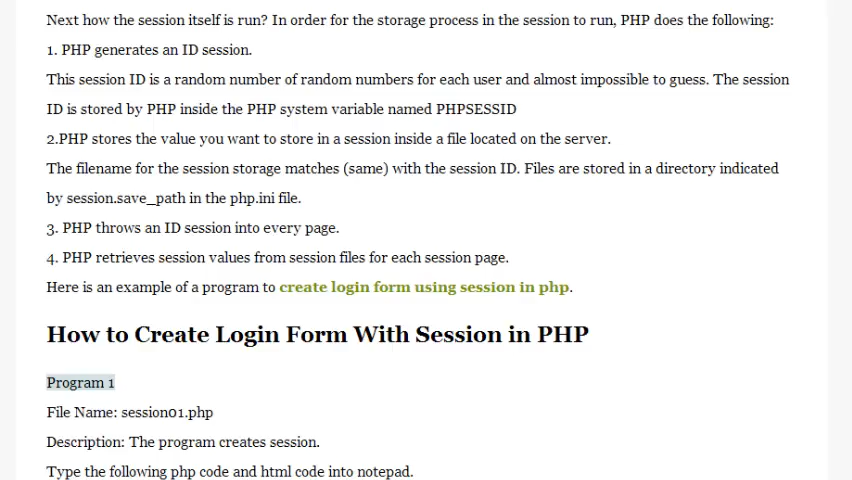 Next how the session itself is run? In order for the storage process in the session to run, PHP does the following:
1. PHP generates an ID session.
This session ID is a random number of random numbers for each user and almost impossible to guess. The session
ID is stored by PHP inside the PHP system variable named PHPSESSID
2.PHP stores the value you want to store in a session inside a file located on the server.
The filename for the session storage matches (same) with the session ID. Files are stored in a directory indicated
by session.save_path in the php.ini file.
3. PHP throws an ID session into every page.
4. PHP retrieves session values from session files for each session page.
Here is an example of a program to create login form using session in php.
How to Create Login Form With Session in PHP
Program 1
File Name: session01.php
Description: The program creates session.
Type the following php code and html code into notepad.